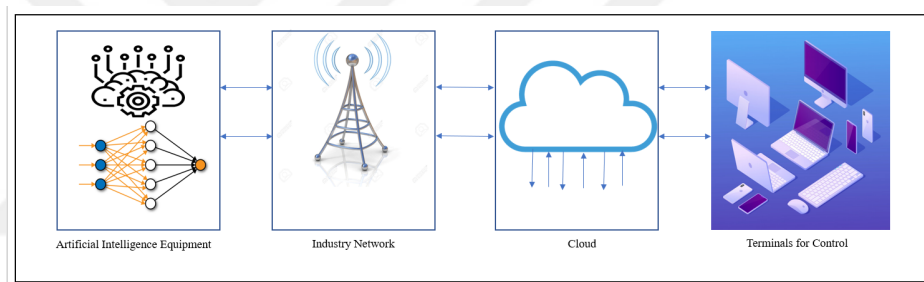 Artificial Intelligence Equipment
Industry Network
Cloud
Terminals for Control